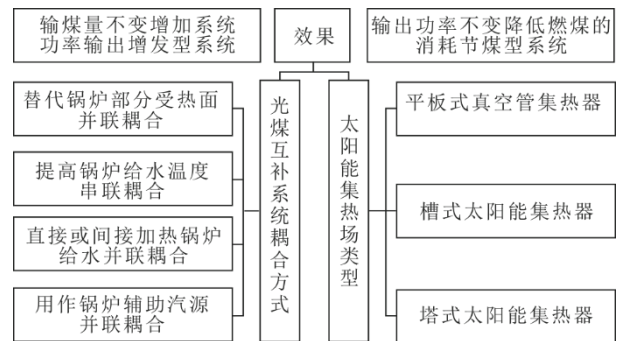 输煤量不变增加系统
功率输出增发型系统
效果
输出功率不变降低燃煤的
消耗节煤型系统
替代锅炉部分受热面
并联耦合
提高锅炉给水温度
串联耦合
直接或间接加热锅炉
给水并联耦合
用作锅炉辅助汽源
并联耦合
光煤互补系统耦合方式
太阳能集热场类型
平板式真空管集热器
槽式太阳能集热器
塔式太阳能集热器